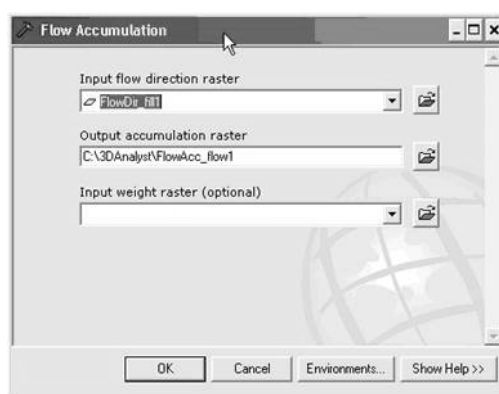 Flow Accumulation
Input flow direction raster
FlowDir_fill1
Output accumulation raster
C:\3DAnalyst\FlowAcc_flow1
Input weight raster (optional)
OK Cancel Environments... Show Help >>